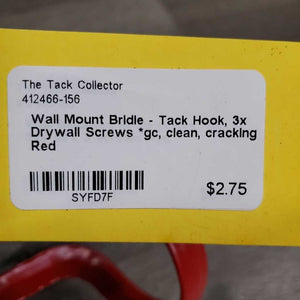 The Tack Collector
412466-156
Wall Mount Bridle - Tack Hook, 3x
Drywall Screws *gc, clean, cracking
Red
SYFD7F
$2.75